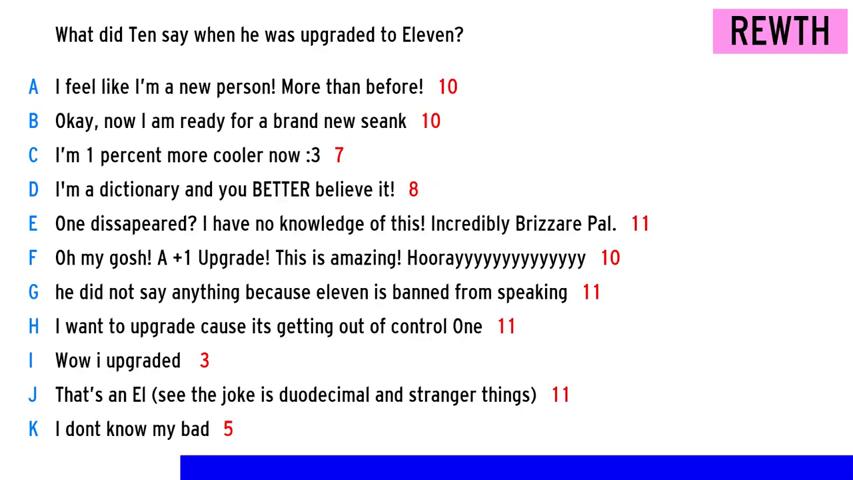 What did Ten say when he was upgraded to Eleven?
REWTH
A I feel like I'm a new person! More than before! 10
B Okay, now I am ready for a brand new seank 10
C I'm 1 percent more cooler now :3 7
D I'm a dictionary and you BETTER believe it! 8
E One dissapeared? I have no knowledge of this! Incredibly Brizzare Pal. 11
F Oh my gosh! A +1 Upgrade! This is amazing! Hoorayyyyyyyyyyyyyyy 10
G he did not say anything because eleven is banned from speaking 11
H I want to upgrade cause its getting out of control One 11
I Wow i upgraded 3
J That's an El (see the joke is duodecimal and stranger things) 11
K I dont know my bad 5